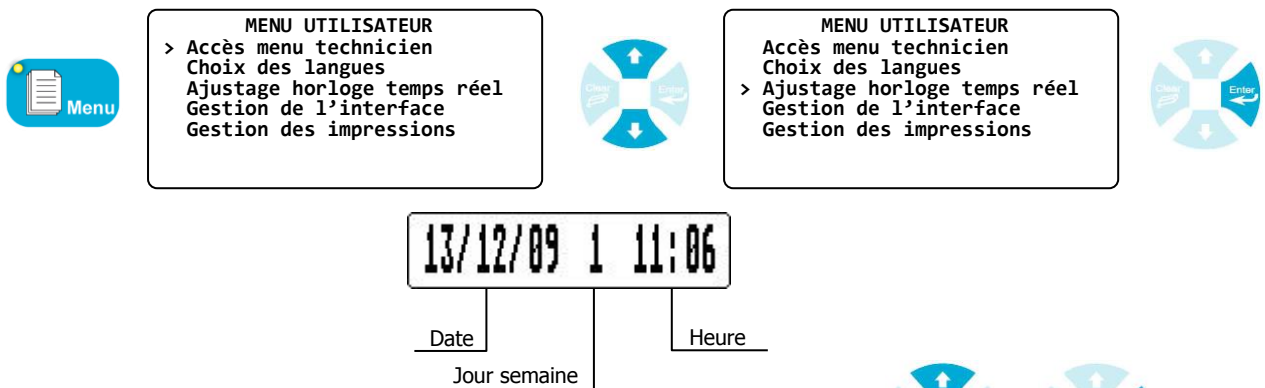 Menu
MENU UTILISATEUR
> Accès menu technicien
Choix des langues
Ajustage horloge temps réel
Gestion de l’interface
Gestion des impressions
Clear
Enter
MENU UTILISATEUR
Accès menu technicien
Choix des langues
> Ajustage horloge temps réel
Gestion de l’interface
Gestion des impressions
Clear
Enter
13/12/09 1 11:06
Date
Heure
Jour semaine